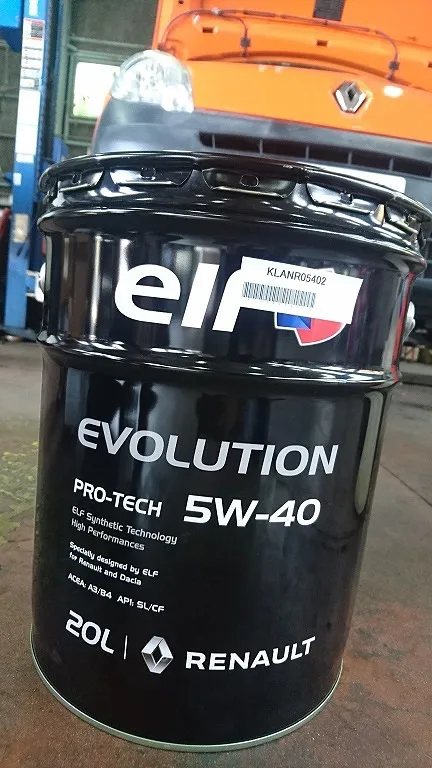 KLANR05402
elf
EVOLUTION
PRO-TECH 5W-40
ELF Synthetic Technology
High Performances
Specially designed by ELF
for Renault and Dacia
ACEA: A3/B4 API: SL/CF
20L | RENAULT